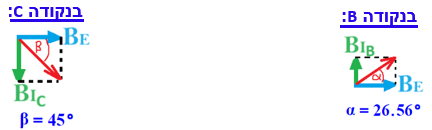 בנקודה B:
B_IB
B_E
α
α = 26.56°
בנקודה C:
B_E
β
B_IC
β = 45°